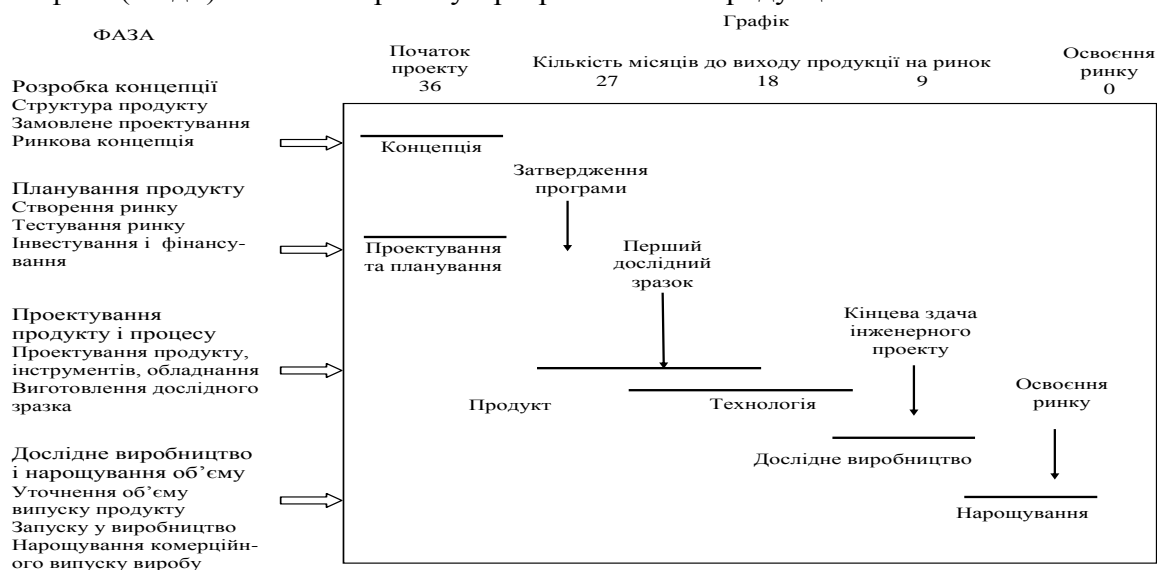 Графік
ФАЗА
Початок
проекту
36
Кількість місяців до виходу продукції на ринок
27 18 9
Освоєння
ринку
0
Розробка концепції
Структура продукту
Замовлене проектування
Ринкова концепція
Концепція
Затвердження
програми
Планування продукту
Створення ринку
Тестування ринку
Інвестування і фінансу-
вання
Проектування
та планування
Перший
дослідний
зразок
Проектування
продукту і процесу
Проектування продукту,
інструментів, обладнання
Виготовлення дослідного
зразка
Кінцева здача
інженерного
проекту
Продукт
Технологія
Освоєння
ринку
Дослідне виробництво
і нарощування об’єму
Уточнення об’єму
випуску продукту
Запуску у виробництво
Нарощування комерційн-
ого випуску виробу
Дослідне виробництво
Нарощування